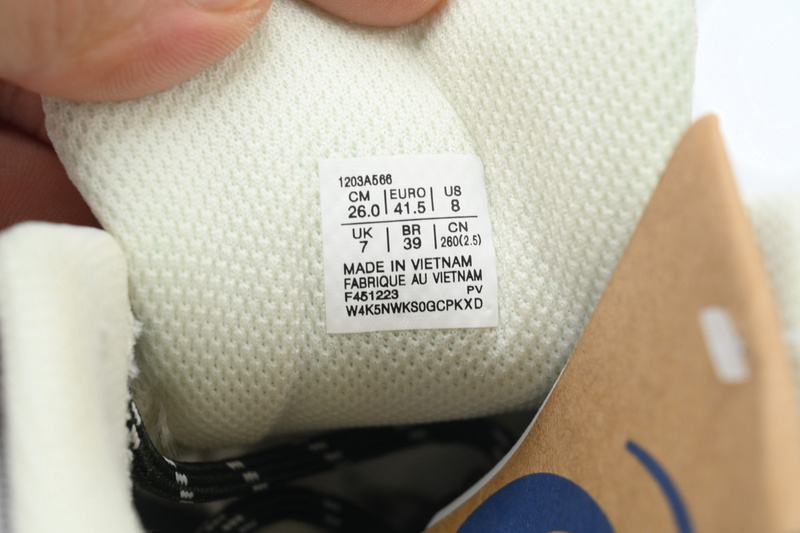 1203A566
CM EURO US
26.0 41.5 8
UK BR CN
7 39 260(2.5)
MADE IN VIETNAM
FABRIQUE AU VIETNAM
F451223 PV
W4K5NWKS0GCPKXD